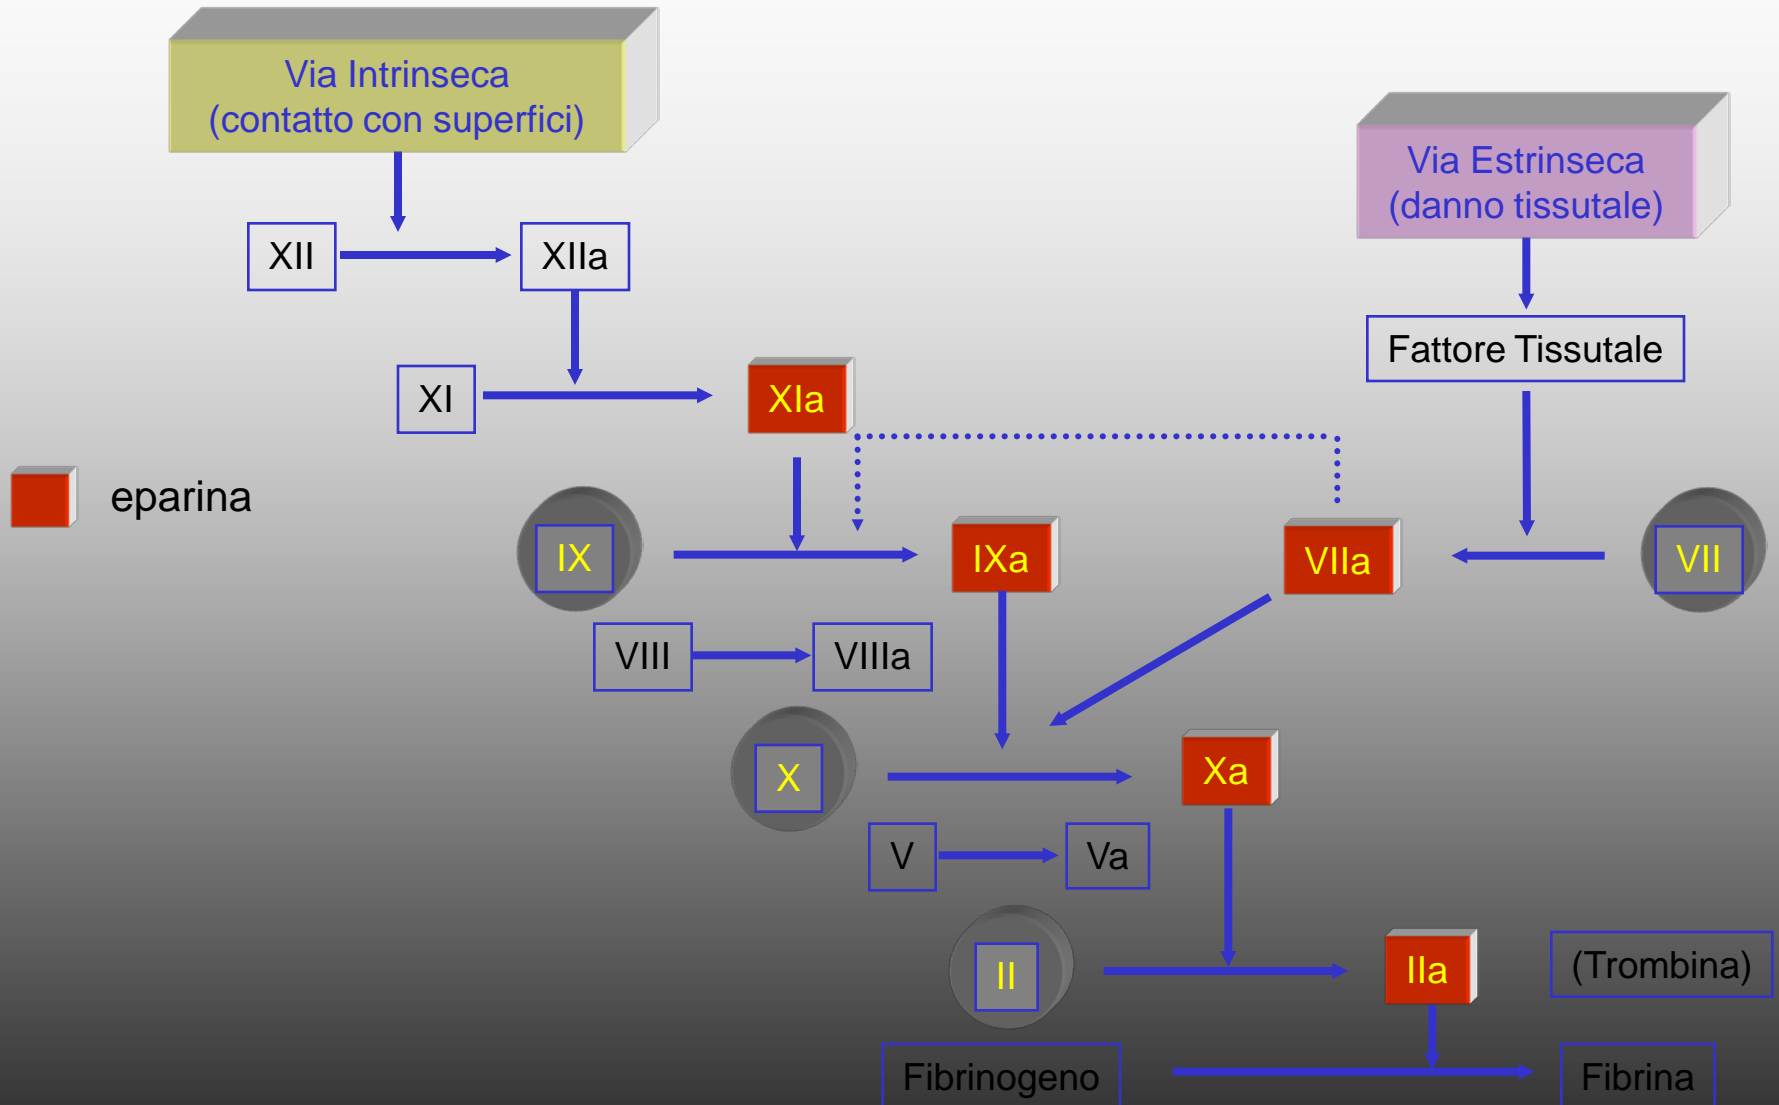 Via Intrinseca
(contatto con superfici)
Via Estrinseca
(danno tissutale)
XII
XIIa
Fattore Tissutale
XI
XIa
eparina
IX
IXa
VIIa
VII
VIII
VIIIa
X
Xa
V
Va
II
IIa
(Trombina)
Fibrinogeno
Fibrina